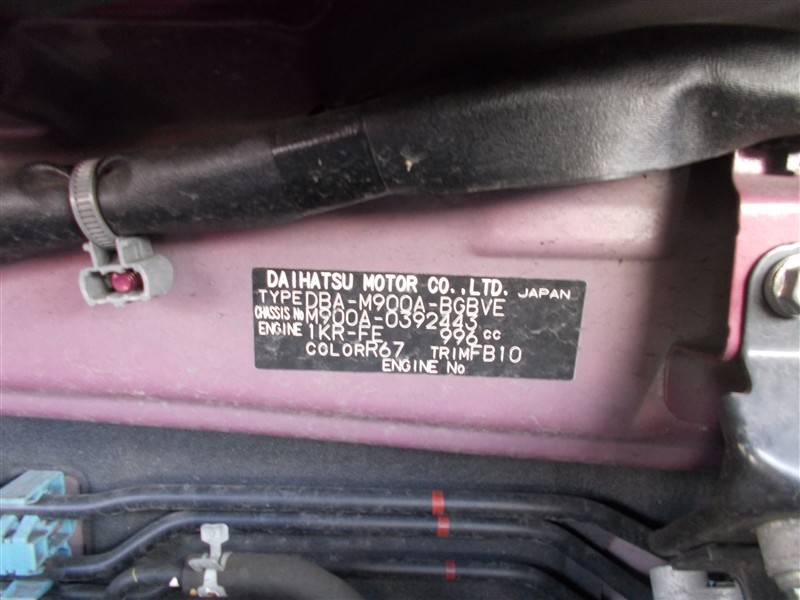 DAIHATSU MOTOR CO.,LTD. JAPAN
TYPE DBA-M900A-BGBVE
CHASSIS No M900A-0392443
ENGINE 1KR-FE 996 cc
COLOR R67 TRIM FB10
ENGINE No